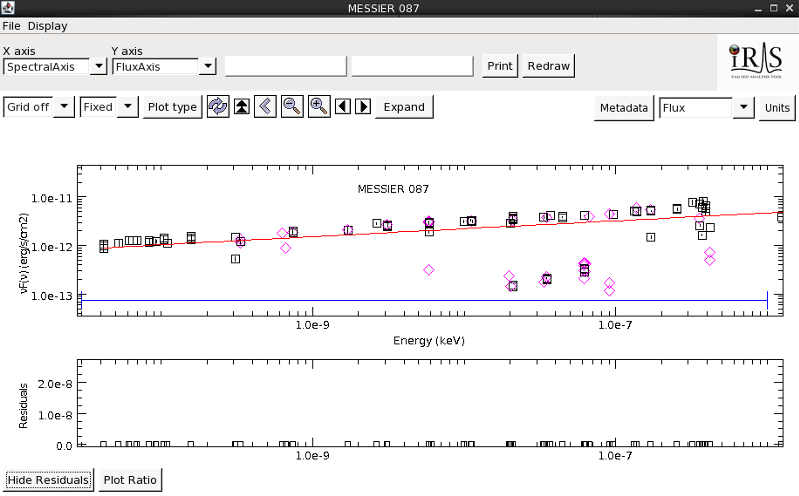 MESSIER 087
File Display
X axis Y axis
SpectralAxis FluxAxis Print Redraw
iRIS
VAO SED ANALYSIS TOOL
Grid off Fixed Plot type Expand Metadata Flux Units
MESSIER 087
νF(ν) (erg/s/cm2)
1.0e-11
1.0e-12
1.0e-13
1.0e-9 1.0e-7
Energy (keV)
Residuals
2.0e-8
1.0e-8
0.0
1.0e-9 1.0e-7
Hide Residuals Plot Ratio